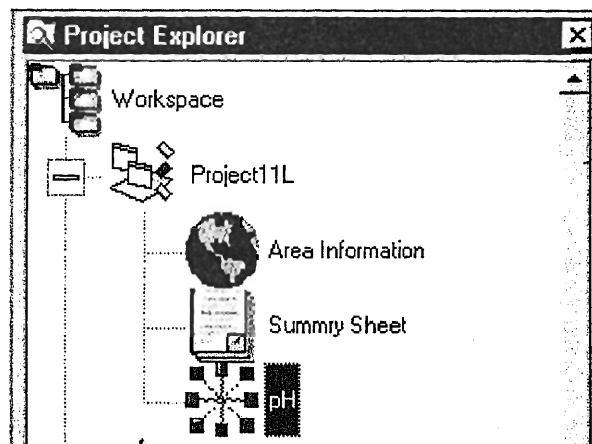 Project Explorer
Workspace
Project11L
Area Information
Summry Sheet
pH